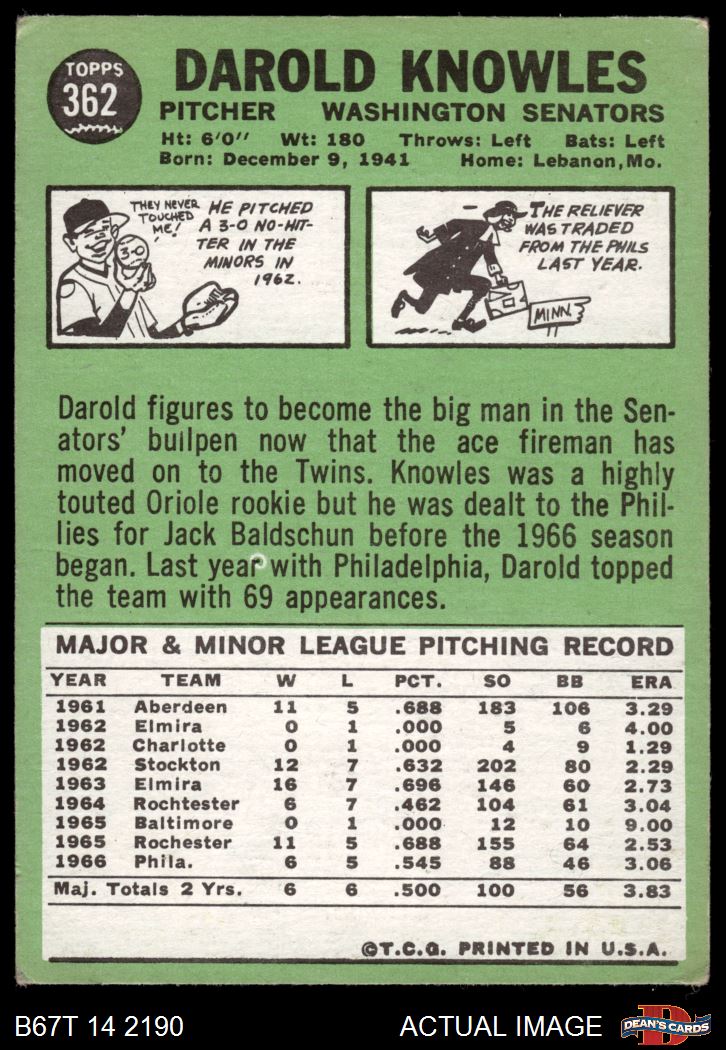 TOPPS
362
DAROLD KNOWLES
PITCHER WASHINGTON SENATORS
Ht: 6'0" Wt: 180 Throws: Left Bats: Left
Born: December 9, 1941 Home: Lebanon, Mo.
THEY NEVER
TOUCHED
ME!
3-0
HE PITCHED
A 3-0 NO-HIT-
TER IN THE
MINORS IN
1962.
THE RELIEVER
WAS TRADED
FROM THE PHILS
LAST YEAR.
MINN.
Darold figures to become the big man in the Sen-
ators' bullpen now that the ace fireman has
moved on to the Twins. Knowles was a highly
touted Oriole rookie but he was dealt to the Phil-
lies for Jack Baldschun before the 1966 season
began. Last year with Philadelphia, Darold topped
the team with 69 appearances.
MAJOR & MINOR LEAGUE PITCHING RECORD
YEAR TEAM W L PCT. SO BB ERA
1961 Aberdeen 11 5 .688 183 106 3.29
1962 Elmira 0 1 .000 5 6 4.00
1962 Charlotte 0 1 .000 4 9 1.29
1962 Stockton 12 7 .632 202 80 2.29
1963 Elmira 16 7 .696 146 60 2.73
1964 Rochtester 6 7 .462 104 61 3.04
1965 Baltimore 0 1 .000 12 10 9.00
1965 Rochester 11 5 .688 155 64 2.53
1966 Phila. 6 5 .545 88 46 3.06
Maj. Totals 2 Yrs. 6 6 .500 100 56 3.83
©T.C.G. PRINTED IN U.S.A.
B67T 14 2190 ACTUAL IMAGE
D
DEAN'S CARDS